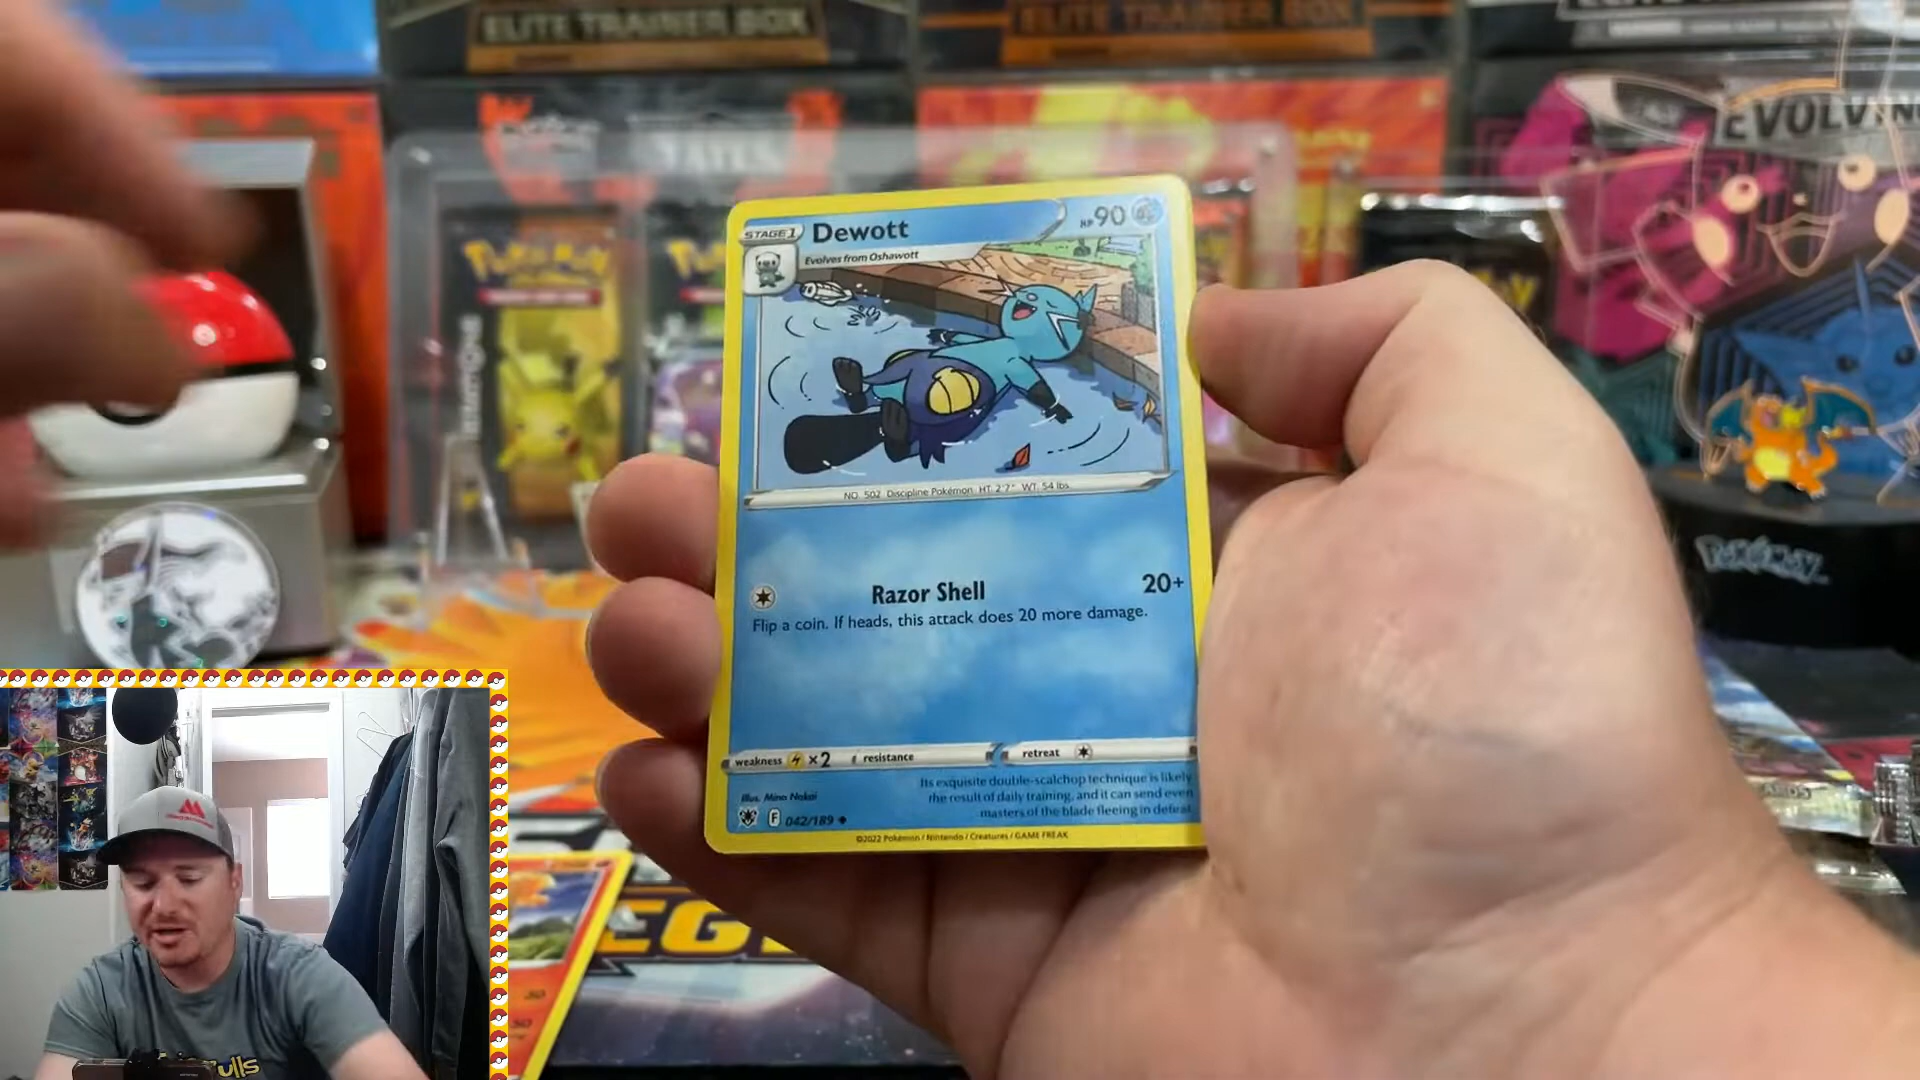 ELITE TRAINER BOX
ELITE TRAINER BOX
EVOLVING
Pokémon
STAGE 1
Dewott
HP 90
Evolves from Oshawott
NO. 502 Discipline Pokémon HT: 2'7" WT: 54 lbs.
Razor Shell
20+
Flip a coin. If heads, this attack does 20 more damage.
weakness ×2
resistance
retreat
Its exquisite double-scalchop technique is likely
the result of daily training, and it can send even
masters of the blade fleeing in defeat.
Illus. Mina Nakai
F 042/189
©2022 Pokémon / Nintendo / Creatures / GAME FREAK
POKÉMON
50